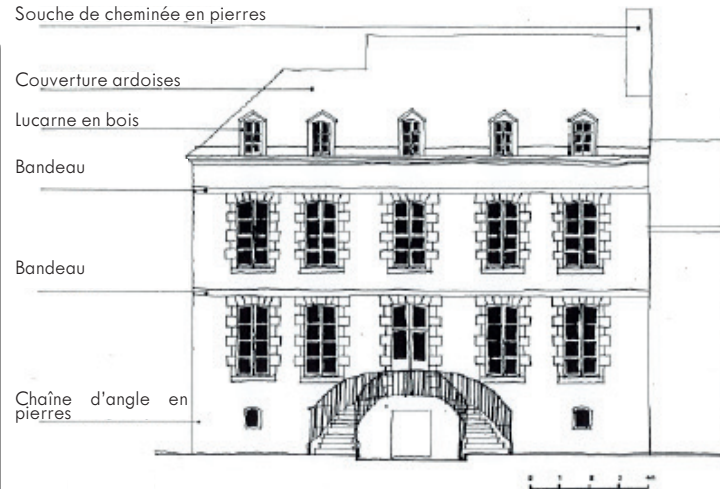 Souche de cheminée en pierres
Couverture ardoises
Lucarne en bois
Bandeau
Bandeau
Chaîne d'angle en
pierres